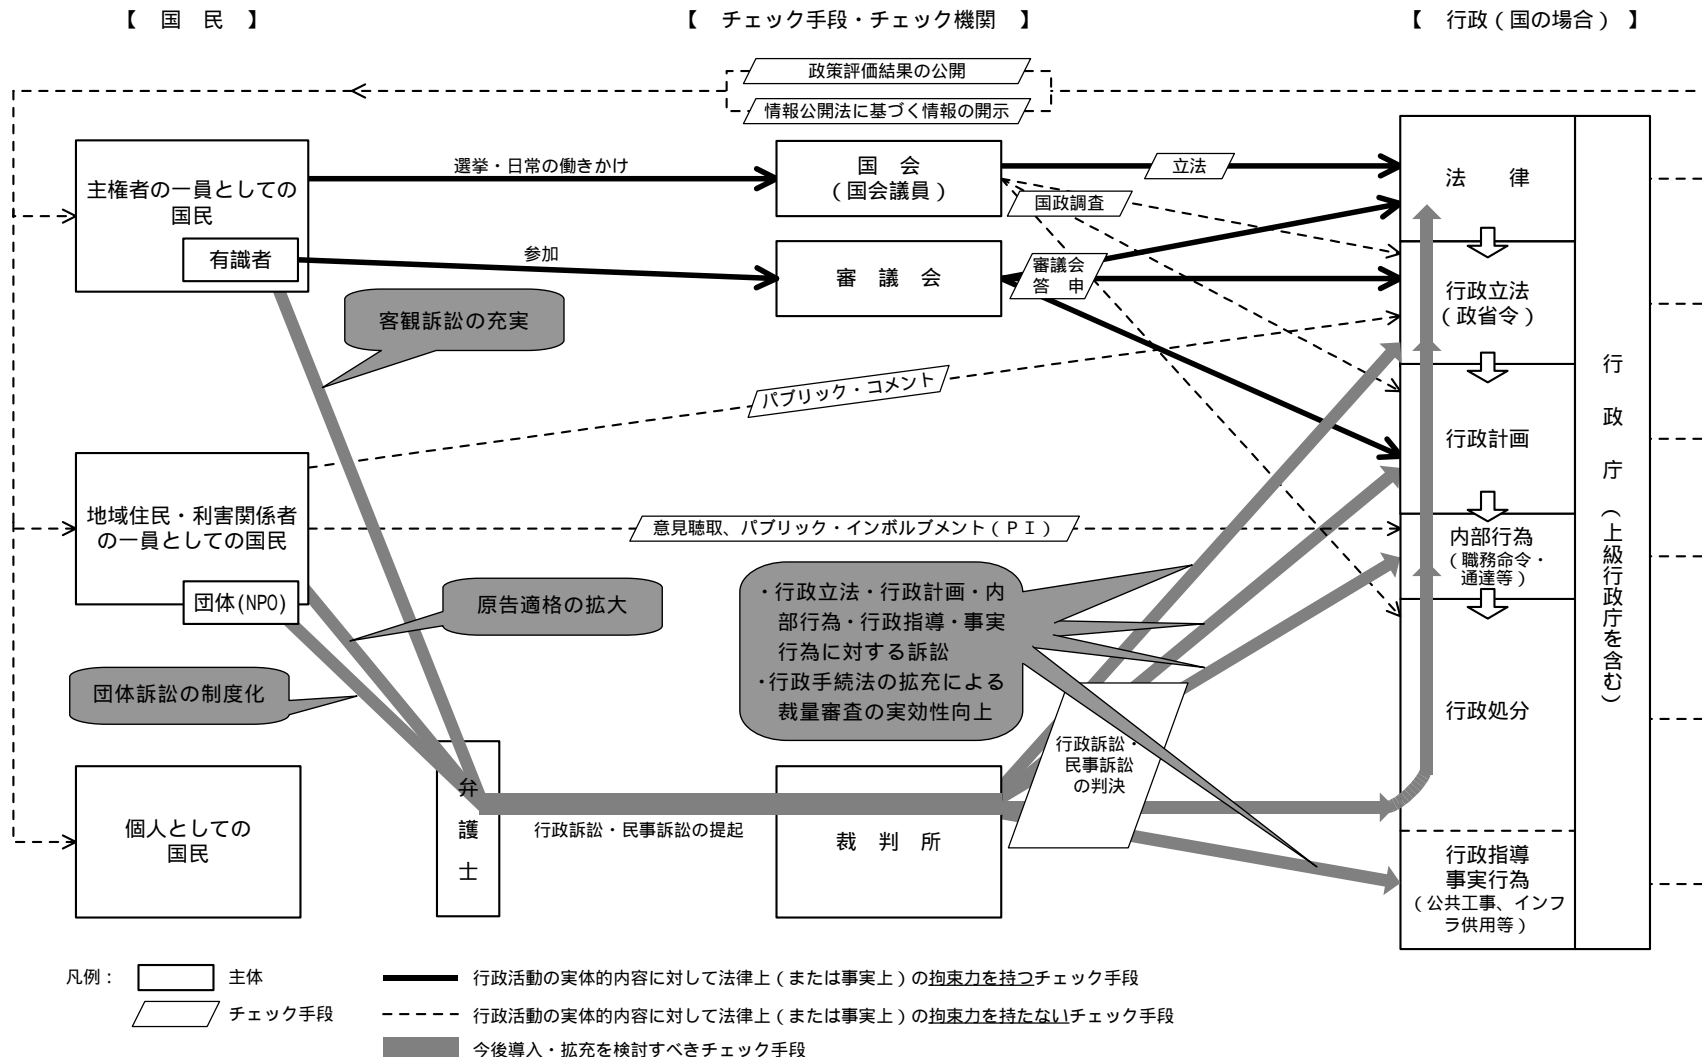 【 国 民 】
【 チェック手段・チェック機関 】
【 行政(国の場合) 】
政策評価結果の公開
情報公開法に基づく情報の開示
主権者の一員としての
国民
有識者
選挙・日常の働きかけ
参加
国 会
(国会議員)
審 議 会
立法
国政調査
審議会
答 申
法 律
行政立法
(政省令)
行政計画
内部行為
(職務命令・
通達等)
行政処分
行政指導
事実行為
(公共工事、インフ
ラ供用等)
行政庁(上級行政庁を含む)
客観訴訟の充実
パブリック・コメント
地域住民・利害関係者
の一員としての国民
団体(NPO)
意見聴取、パブリック・インボルブメント(PI)
原告適格の拡大
団体訴訟の制度化
・行政立法・行政計画・内
部行為・行政指導・事実
行為に対する訴訟
・行政手続法の拡充による
裁量審査の実効性向上
行政訴訟・
民事訴訟
の判決
個人としての
国民
弁護士
行政訴訟・民事訴訟の提起
裁 判 所
凡例:
主体
チェック手段
行政活動の実体的内容に対して法律上(または事実上)の拘束力を持つチェック手段
行政活動の実体的内容に対して法律上(または事実上)の拘束力を持たないチェック手段
今後導入・拡充を検討すべきチェック手段